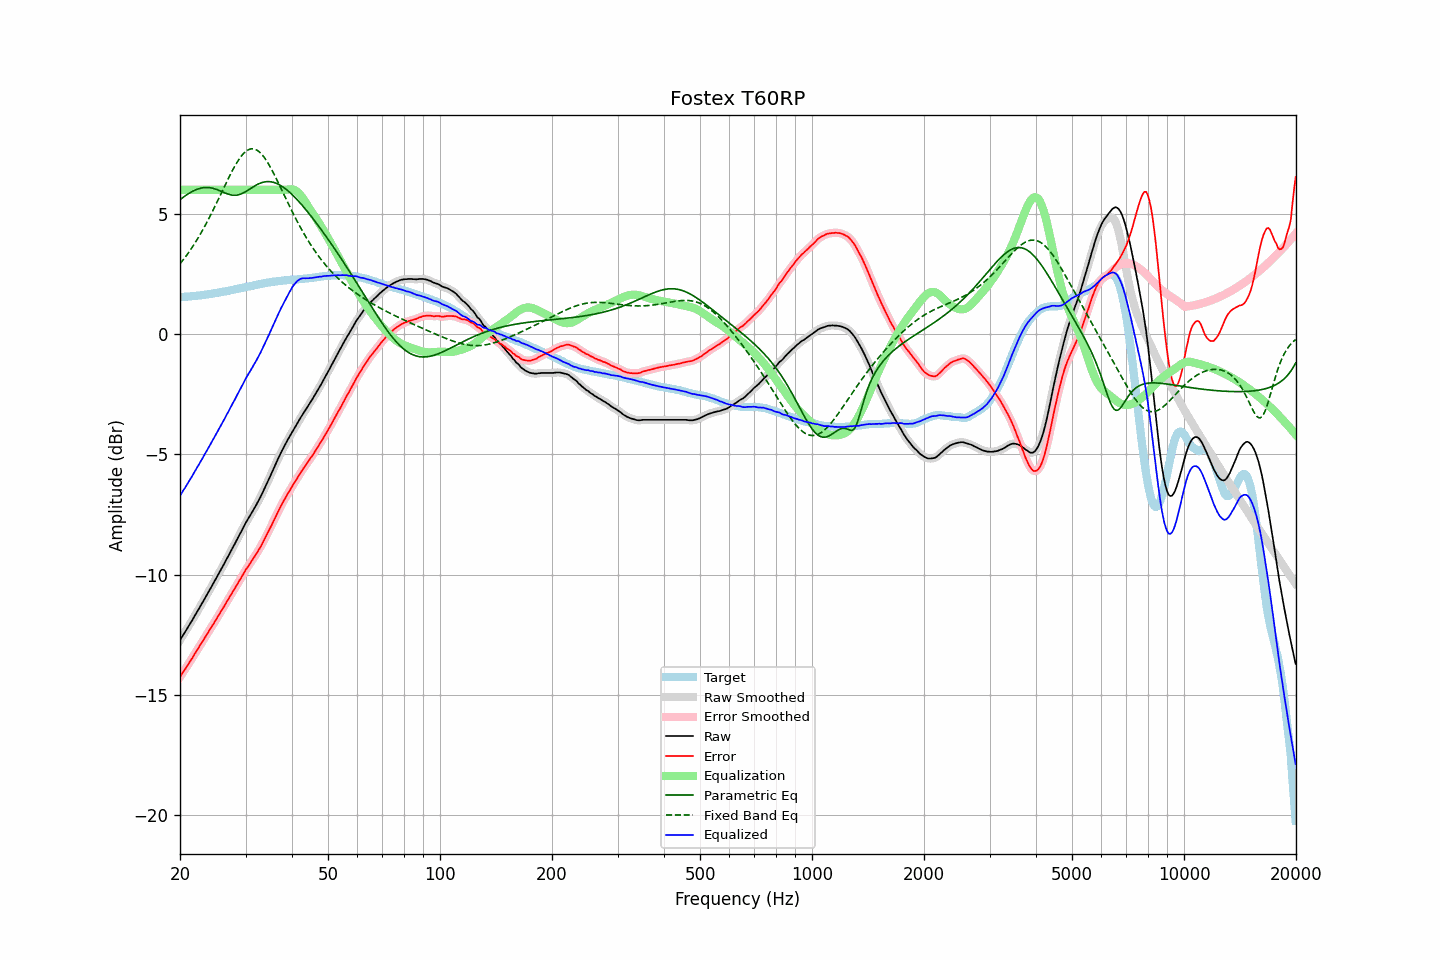 Fostex T60RP
Amplitude (dBr)
5
0
−5
−10
−15
−20
Target
Raw Smoothed
Error Smoothed
Raw
Error
Equalization
Parametric Eq
Fixed Band Eq
Equalized
20 50 100 200 500 1000 2000 5000 10000 20000
Frequency (Hz)